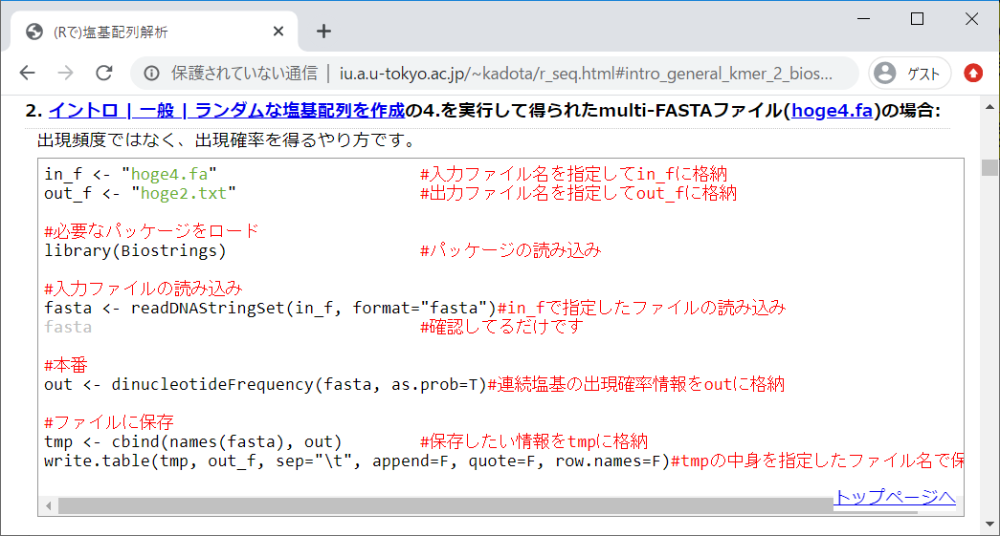 (Rで)塩基配列解析
保護されていない通信 | iu.a.u-tokyo.ac.jp/~kadota/r_seq.html#intro_general_kmer_2_bios... ゲスト
2. イントロ | 一般 | ランダムな塩基配列を作成の4.を実行して得られたmulti-FASTAファイル(hoge4.fa)の場合:
出現頻度ではなく、出現確率を得るやり方です。
in_f <- "hoge4.fa" #入力ファイル名を指定してin_fに格納
out_f <- "hoge2.txt" #出力ファイル名を指定してout_fに格納
#必要なパッケージをロード
library(Biostrings) #パッケージの読み込み
#入力ファイルの読み込み
fasta <- readDNAStringSet(in_f, format="fasta")#in_fで指定したファイルの読み込み
fasta #確認してるだけです
#本番
out <- dinucleotideFrequency(fasta, as.prob=T)#連続塩基の出現確率情報をoutに格納
#ファイルに保存
tmp <- cbind(names(fasta), out) #保存したい情報をtmpに格納
write.table(tmp, out_f, sep="\t", append=F, quote=F, row.names=F)#tmpの中身を指定したファイル名で保
トップページへ